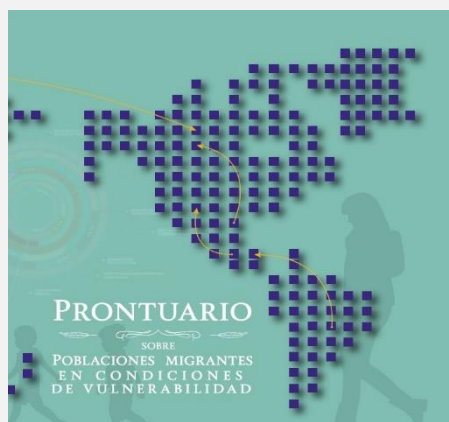 PRONTUARIO
SOBRE
POBLACIONES MIGRANTES
EN CONDICIONES
DE VULNERABILIDAD